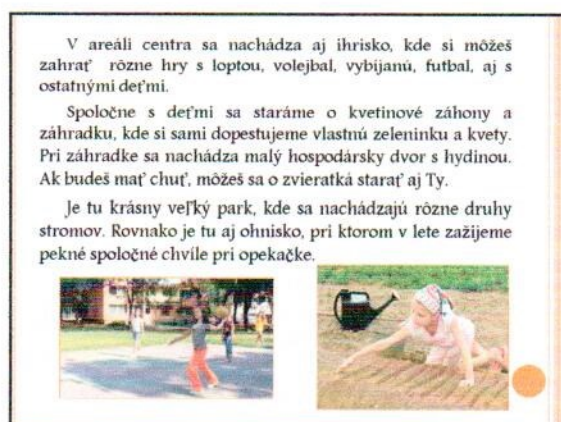 V areáli centra sa nachádza aj ihrisko, kde si môžeš
zahrať rôzne hry s loptou, volejbal, vybíjanú, futbal, aj s
ostatnými deťmi.
Spoločne s deťmi sa staráme o kvetinové záhony a
záhradku, kde si sami dopestujeme vlastnú zeleninku a kvety.
Pri záhradke sa nachádza malý hospodársky dvor s hydinou.
Ak budeš mať chuť, môžeš sa o zvieratká starať aj Ty.
Je tu krásny veľký park, kde sa nachádzajú rôzne druhy
stromov. Rovnako je tu aj ohnisko, pri ktorom v lete zažijeme
pekné spoločné chvíle pri opekačke.